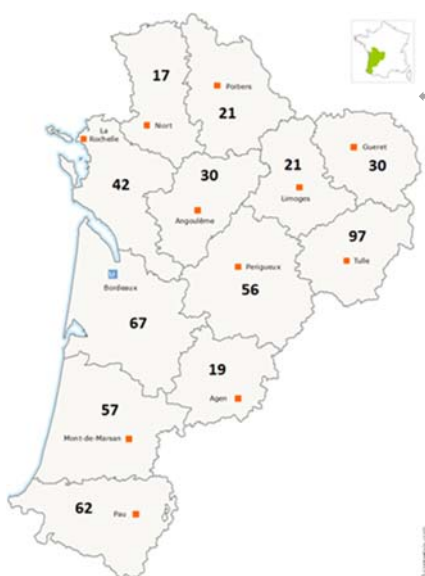 17
Poitiers
21
Niort
La
Rochelle
42
30
Angoulême
21
Limoges
Gueret
30
97
Tulle
Perigueux
56
Bordeaux
67
19
Agen
57
Mont-de-Marsan
62
Pau